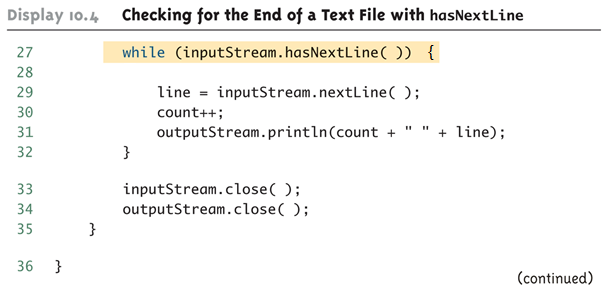 Display 10.4 Checking for the End of a Text File with hasNextLine
27 while (inputStream.hasNextLine( )) {
28
29 line = inputStream.nextLine( );
30 count++;
31 outputStream.println(count + " " + line);
32 }
33 inputStream.close( );
34 outputStream.close( );
35 }
36 }
(continued)